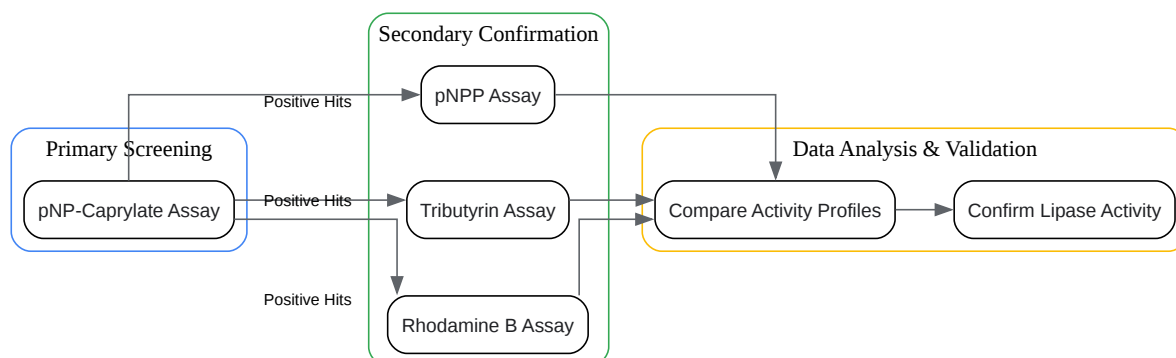 Primary Screening
pNP-Caprylate Assay
Positive Hits
Positive Hits
Positive Hits
Secondary Confirmation
pNPP Assay
Tributyrin Assay
Rhodamine B Assay
Data Analysis & Validation
Compare Activity Profiles
Confirm Lipase Activity